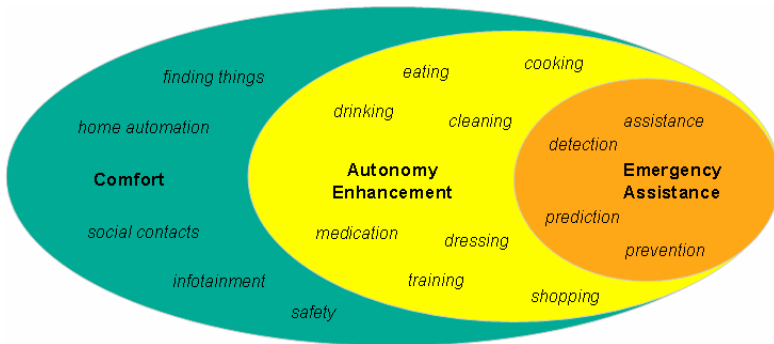 finding things
home automation
Comfort
social contacts
infotainment
safety
eating
cooking
drinking
cleaning
Autonomy
Enhancement
medication
dressing
training
shopping
assistance
detection
Emergency
Assistance
prediction
prevention